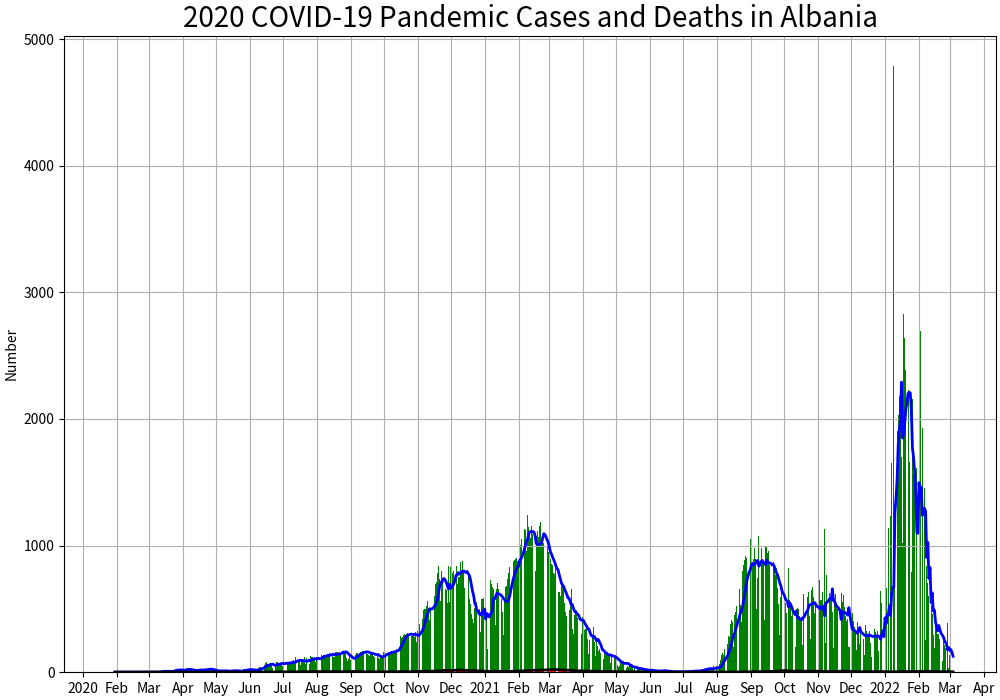 2020 COVID-19 Pandemic Cases and Deaths in Albania
5000
4000
3000
2000
1000
0
Number
2020 Feb Mar Apr May Jun Jul Aug Sep Oct Nov Dec 2021 Feb Mar Apr May Jun Jul Aug Sep Oct Nov Dec 2022 Feb Mar Apr